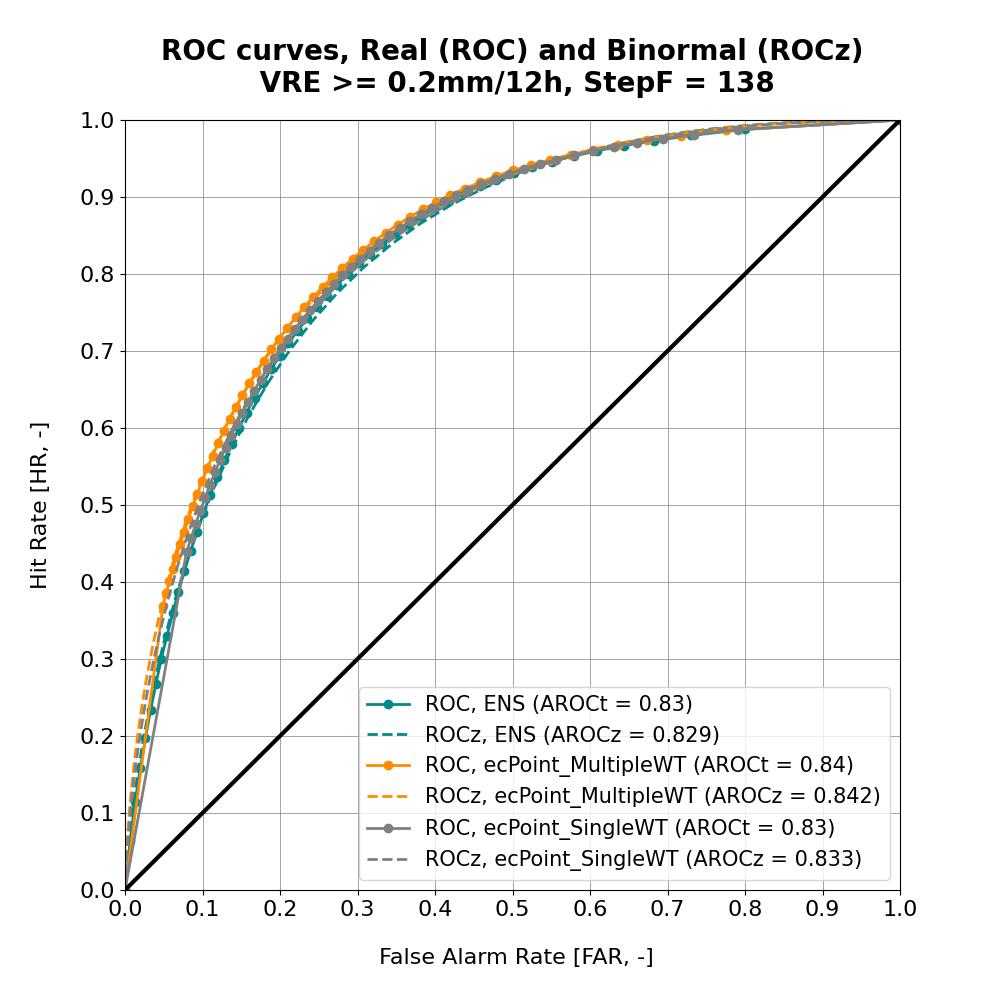 ROC curves, Real (ROC) and Binormal (ROCz)
VRE >= 0.2mm/12h, StepF = 138
1.0
0.9
0.8
0.7
0.6
0.5
0.4
0.3
0.2
0.1
0.0
Hit Rate [HR, -]
ROC, ENS (AROCt = 0.83)
ROCz, ENS (AROCz = 0.829)
ROC, ecPoint_MultipleWT (AROCt = 0.84)
ROCz, ecPoint_MultipleWT (AROCz = 0.842)
ROC, ecPoint_SingleWT (AROCt = 0.83)
ROCz, ecPoint_SingleWT (AROCz = 0.833)
0.0 0.1 0.2 0.3 0.4 0.5 0.6 0.7 0.8 0.9 1.0
False Alarm Rate [FAR, -]